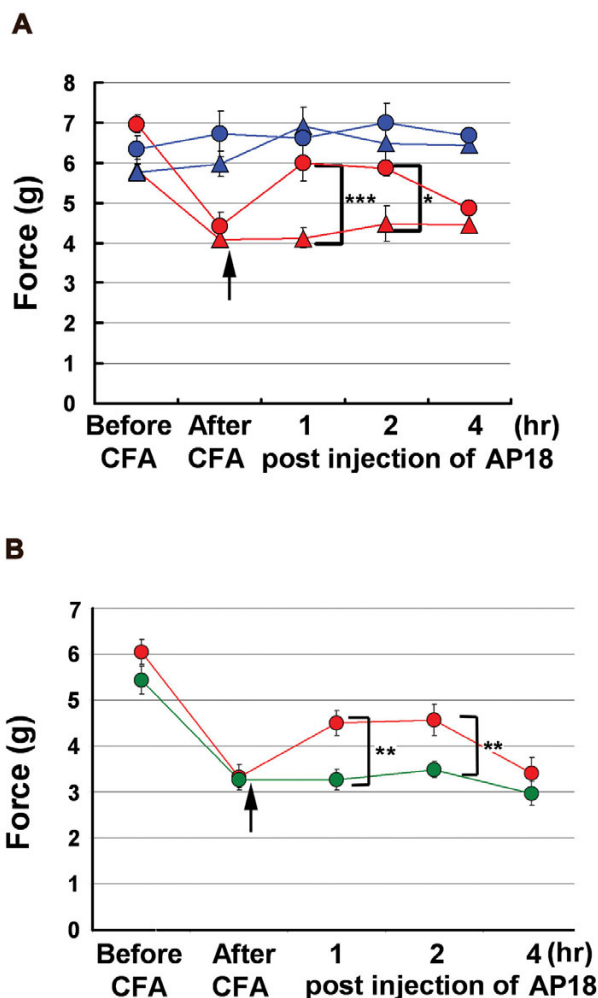 A
8
7
6
5
4
3
2
1
0
Force (g)
***
*
Before After 1 2 4 (hr)
CFA CFA post injection of AP18
B
7
6
5
4
3
2
1
0
Force (g)
**
**
Before After 1 2 4 (hr)
CFA CFA post injection of AP18